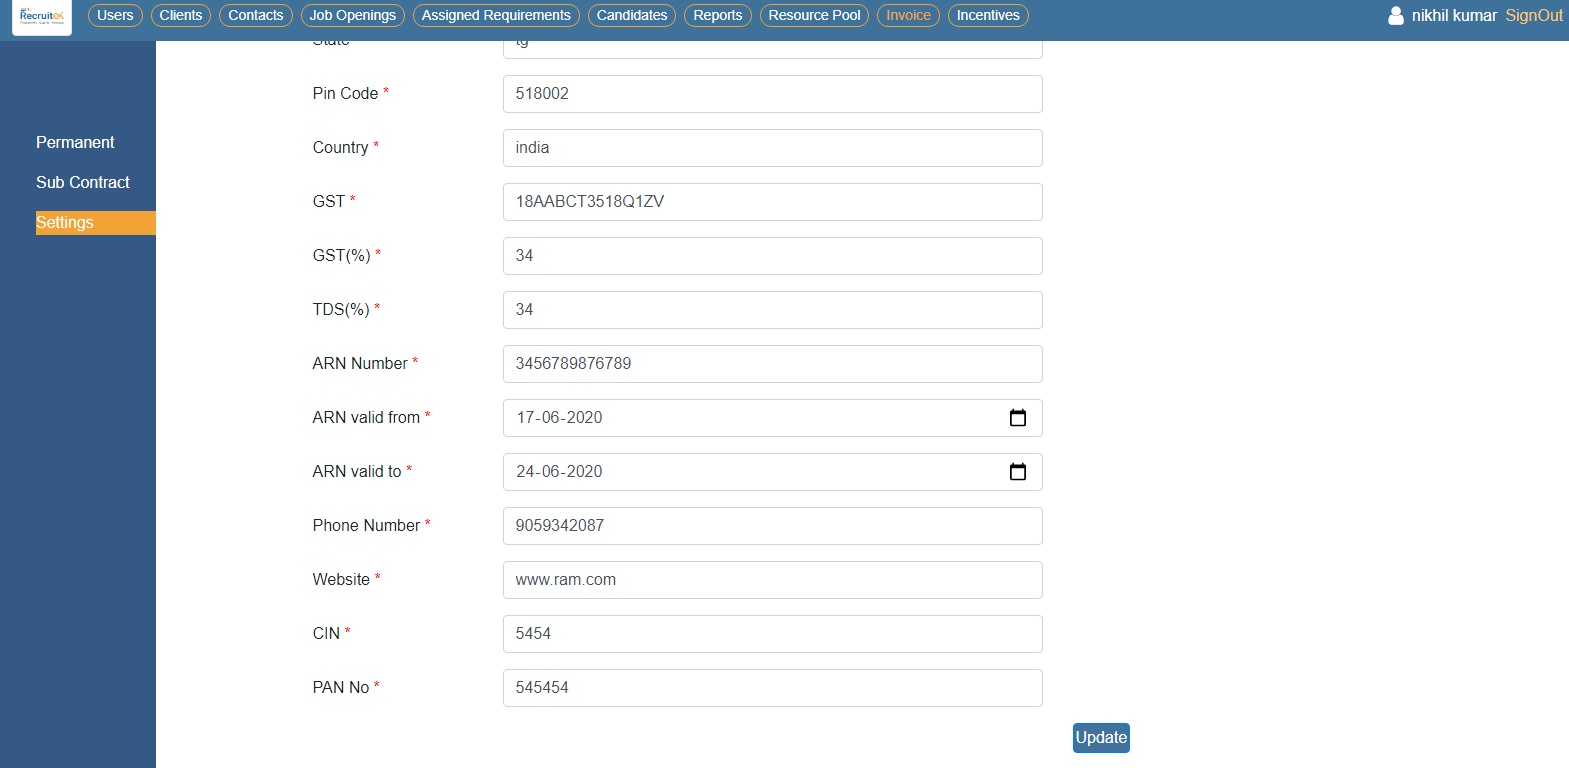 Recruitex
Users Clients Contacts Job Openings Assigned Requirements Candidates Reports Resource Pool Invoice Incentives nikhil kumar SignOut
State tg
Pin Code * 518002
Permanent
Country * india
Sub Contract
GST * 18AABCT3518Q1ZV
Settings
GST(%) * 34
TDS(%) * 34
ARN Number * 3456789876789
ARN valid from * 17-06-2020
ARN valid to * 24-06-2020
Phone Number * 9059342087
Website * www.ram.com
CIN * 5454
PAN No * 545454
Update